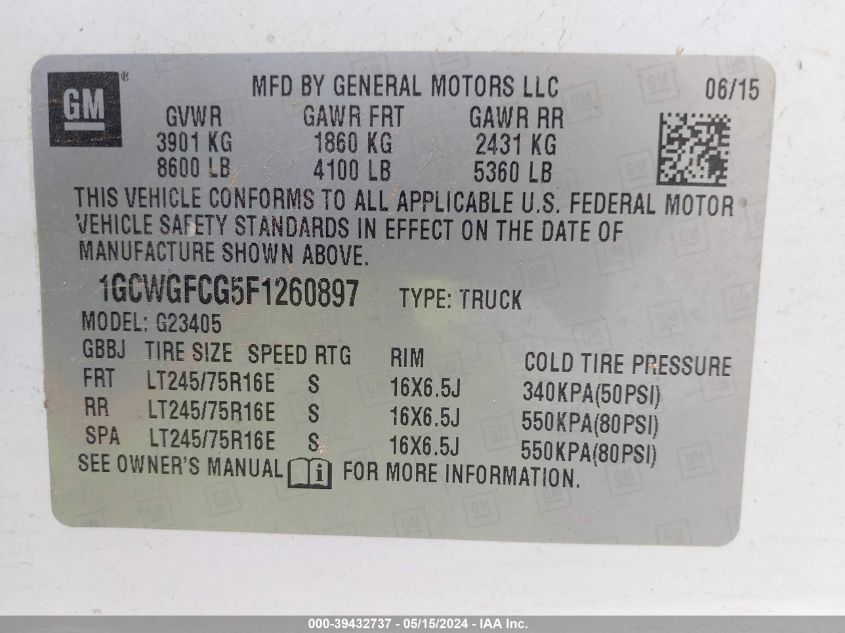 GM ® MFD BY GENERAL MOTORS LLC 06/15
GVWR GAWR FRT GAWR RR
3901 KG 1860 KG 2431 KG
8600 LB 4100 LB 5360 LB
THIS VEHICLE CONFORMS TO ALL APPLICABLE U.S. FEDERAL MOTOR
VEHICLE SAFETY STANDARDS IN EFFECT ON THE DATE OF
MANUFACTURE SHOWN ABOVE.
1GCWGFCG5F1260897 TYPE: TRUCK
MODEL: G23405
GBBJ TIRE SIZE SPEED RTG RIM COLD TIRE PRESSURE
FRT LT245/75R16E S 16X6.5J 340KPA(50PSI)
RR LT245/75R16E S 16X6.5J 550KPA(80PSI)
SPA LT245/75R16E S 16X6.5J 550KPA(80PSI)
SEE OWNER'S MANUAL i FOR MORE INFORMATION.
000-39432737 - 05/15/2024 - IAA Inc.